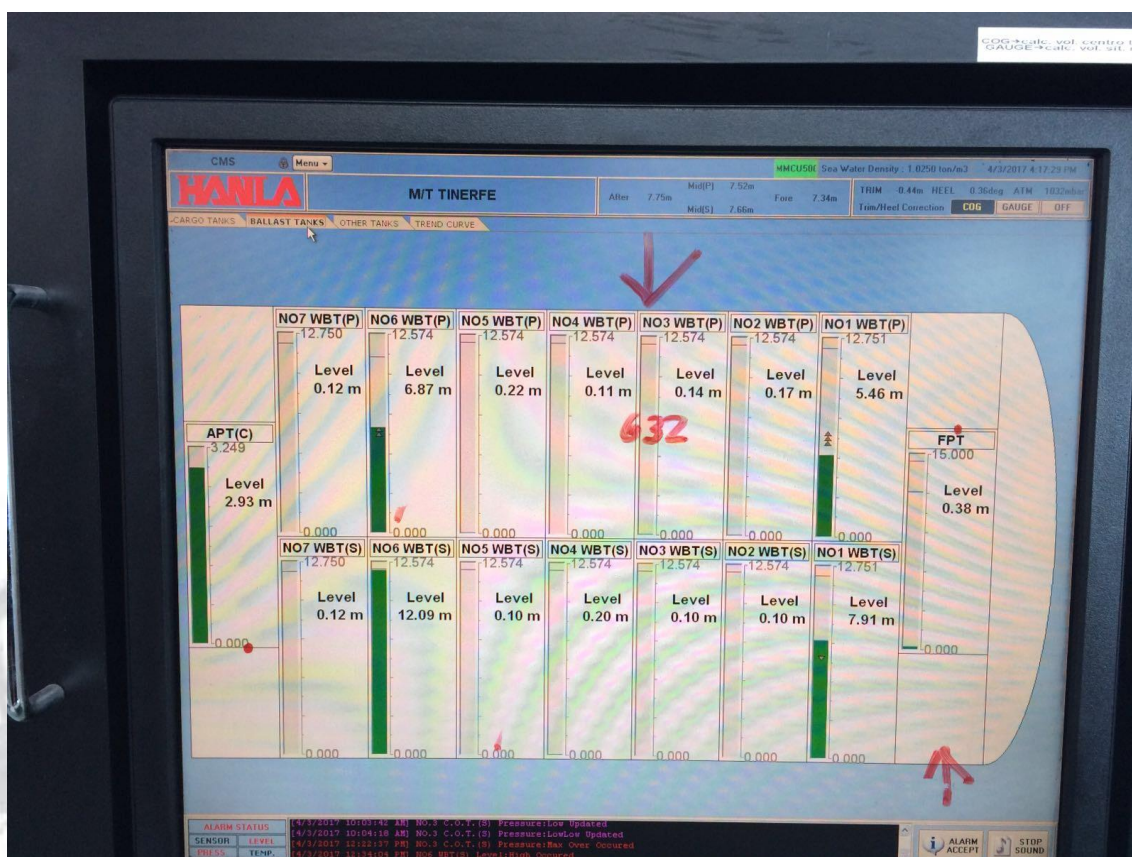 COG→calc. vol. centro
GAUGE→calc. vol. sit.
CMS Menu MMCU500 Sea Water Density : 1.0250 ton/m3 4/3/2017 4:17:29 PM
HANLA M/T TINERFE
After 7.75m Mid(P) 7.52m Fore 7.34m
Mid(S) 7.66m
TRIM 0.44m HEEL 0.36deg ATM 1032mbar
Trim/Heel Correction COG GAUGE OFF
CARGO TANKS BALLAST TANKS OTHER TANKS TREND CURVE
NO7 WBT(P) NO6 WBT(P) NO5 WBT(P) NO4 WBT(P) NO3 WBT(P) NO2 WBT(P) NO1 WBT(P)
12.750 12.574 12.574 12.574 12.574 12.574 12.751
Level Level Level Level Level Level Level
0.12 m 6.87 m 0.22 m 0.11 m 0.14 m 0.17 m 5.46 m
632
APT(C) FPT
3.249 15.000
Level Level
2.93 m 0.38 m
0.000 0.000 0.000 0.000 0.000 0.000 0.000
NO7 WBT(S) NO6 WBT(S) NO5 WBT(S) NO4 WBT(S) NO3 WBT(S) NO2 WBT(S) NO1 WBT(S)
12.750 12.574 12.574 12.574 12.574 12.574 12.751
Level Level Level Level Level Level Level
0.12 m 12.09 m 0.10 m 0.20 m 0.10 m 0.10 m 7.91 m
0.000 0.000
0.000 0.000 0.000 0.000 0.000 0.000 0.000
ALARM STATUS
SENSOR LEVEL
PRESS TEMP.
[4/3/2017 10:03:42 AM] NO.3 C.O.T.(S) Pressure:Low Updated
[4/3/2017 10:04:18 AM] NO.3 C.O.T.(S) Pressure:LowLow Updated
[4/3/2017 12:22:37 PM] NO.3 C.O.T.(S) Pressure:Max Over Occured
[4/3/2017 12:34:04 PM] NO6 WBT(S) Level:High Occured
ALARM ACCEPT
STOP SOUND